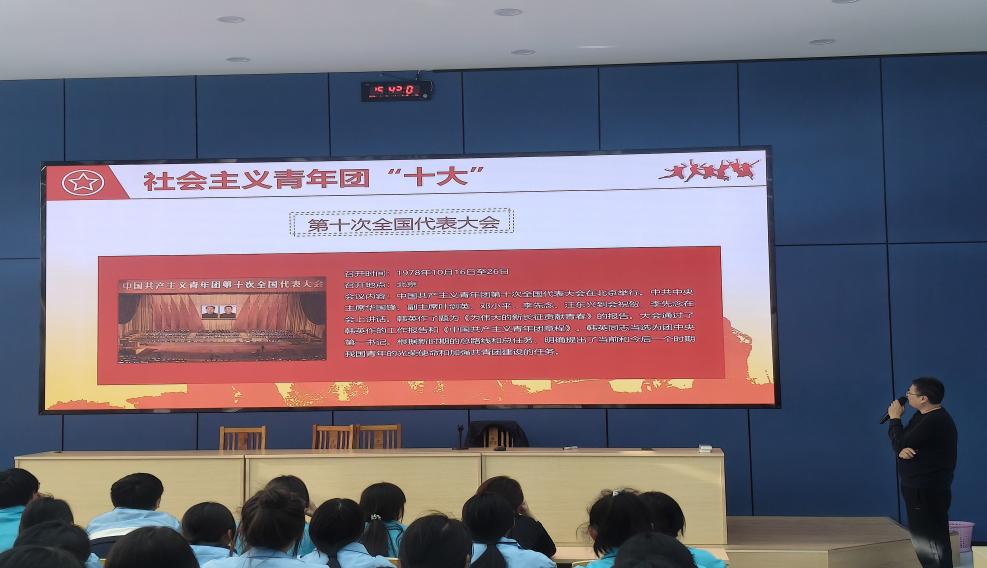 15:42:0
社会主义青年团“十大”
第十次全国代表大会
中国共产主义青年团第十次全国代表大会
召开时间：1978年10月16日至26日
召开地点：北京
会议内容：中国共产主义青年团第十次全国代表大会在北京举行。中共中央
主席华国锋，副主席叶剑英、邓小平、李先念、汪东兴到会祝贺，李先念在
会上讲话，韩英作了题为《为伟大的新长征贡献青春》的报告。大会通过了
韩英作的工作报告和《中国共产主义青年团章程》，韩英同志当选为团中央
第一书记。根据新时期的总路线和总任务，明确提出了当前和今后一个时期
我国青年的光荣使命和加强共青团建设的任务。